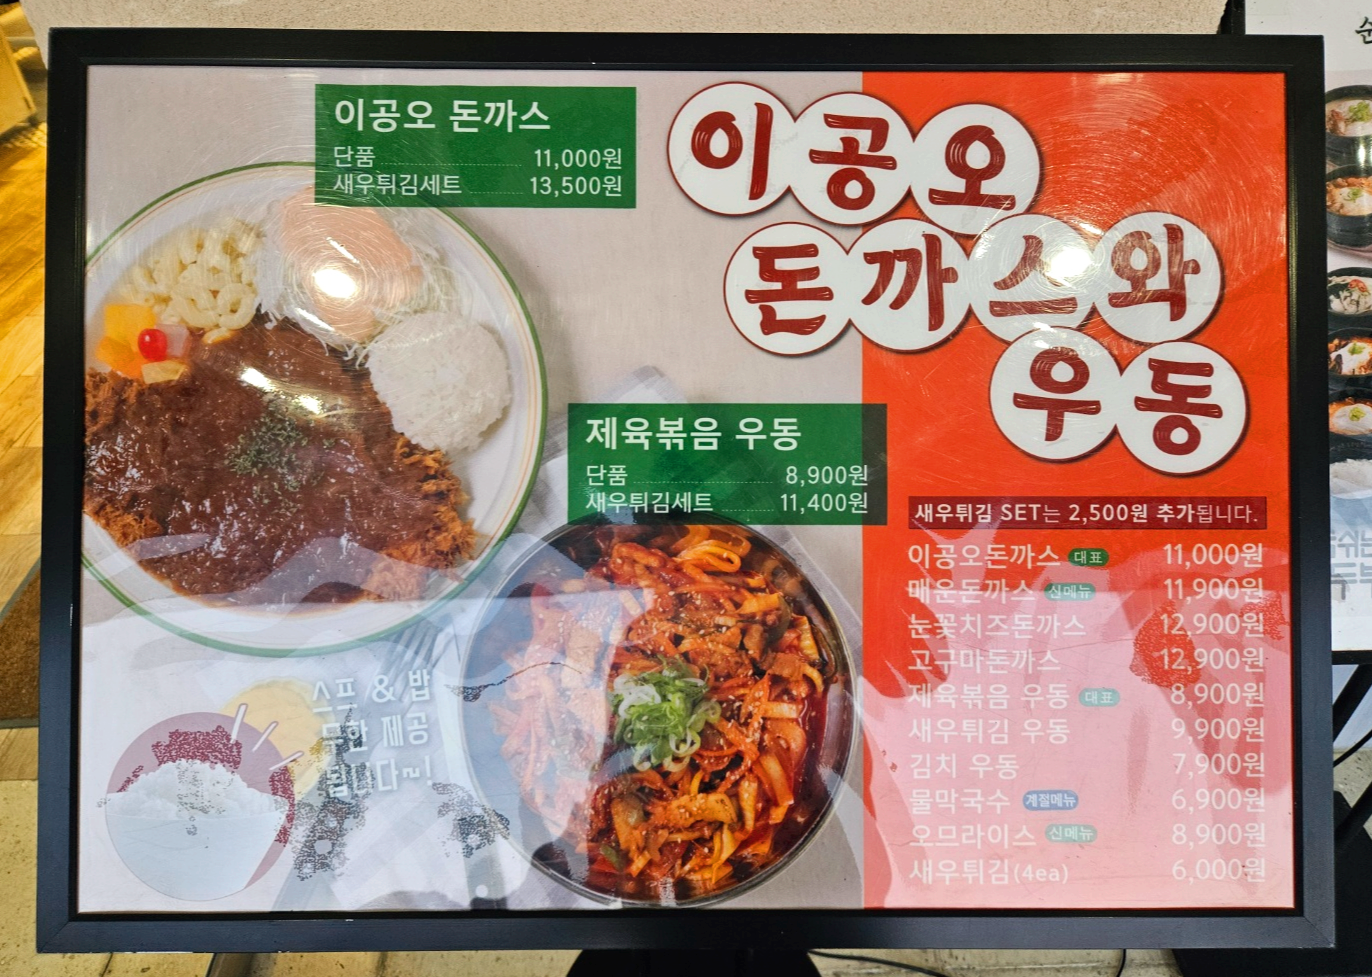 이공오 돈까스
단품 11,000원
새우튀김세트 13,500원
이공오
돈까스와
우동
제육볶음 우동
단품 8,900원
새우튀김세트 11,400원
새우튀김 SET는 2,500원 추가됩니다.
이공오돈까스 대표 11,000원
매운돈까스 신메뉴 11,900원
눈꽃치즈돈까스 12,900원
고구마돈까스 12,900원
제육볶음 우동 대표 8,900원
새우튀김 우동 9,900원
김치 우동 7,900원
물막국수 계절메뉴 6,900원
오므라이스 신메뉴 8,900원
새우튀김(4ea) 6,000원
스프 & 밥
무한 제공